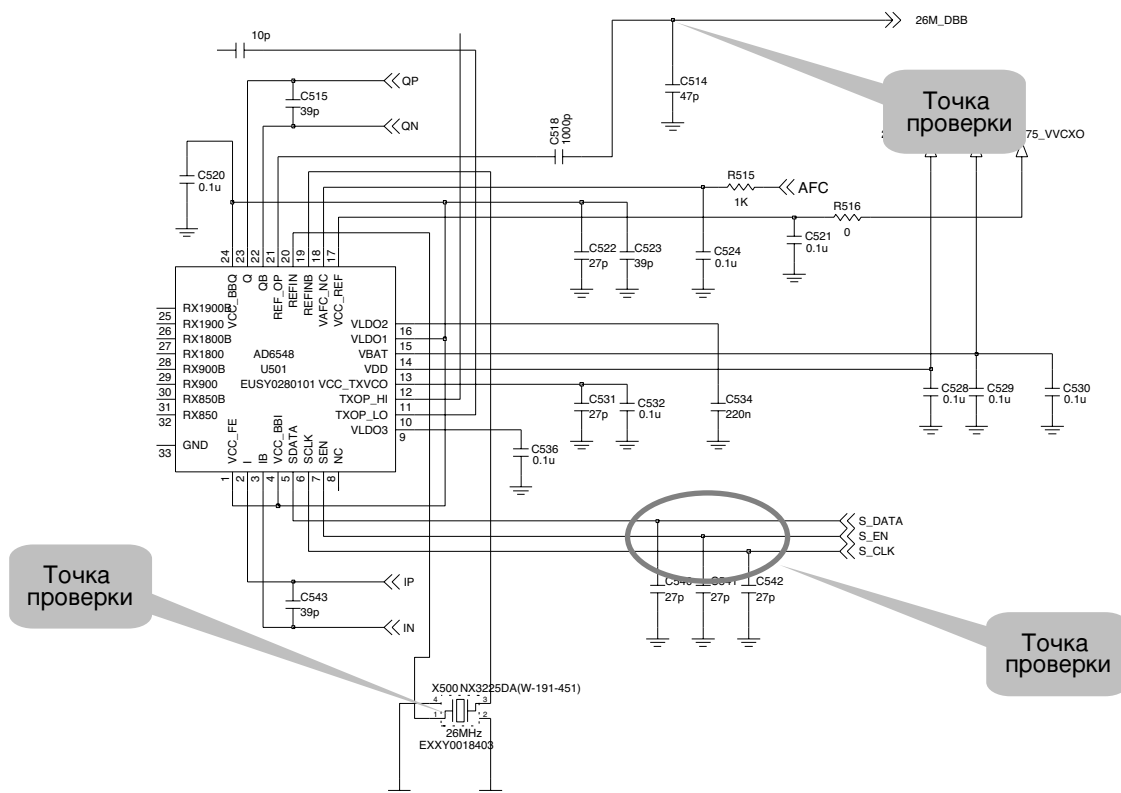 10p
26M_DBB
QP
C515
39p
QN
C518
1000p
C514
47p
Точка
проверки
75_VVCXO
C520
0.1u
R515
1K
AFC
R516
0
C522
27p
C523
39p
C524
0.1u
C521
0.1u
24
23
22
21
20
19
18
17
VCC_BBQ
Q
QB
REF_OP
REFIN
REFINB
VAFC_NC
VCC_REF
RX1900B
25
RX1900
26
RX1800B
27
RX1800
28
RX900B
29
RX900
30
RX850B
31
RX850
32
GND
33
AD6548
U501
EUSY0280101
VLDO2
16
VLDO1
15
VBAT
14
VDD
13
VCC_TXVCO
12
TXOP_HI
11
TXOP_LO
10
VLDO3
9
VCC_FE
I
IB
VCC_BBI
SDATA
SCLK
SEN
NC
1
2
3
4
5
6
7
8
C531
27p
C532
0.1u
C534
220n
C528
0.1u
C529
0.1u
C530
0.1u
C536
0.1u
S_DATA
S_EN
S_CLK
27p
27p
C542
27p
IP
C543
39p
IN
Точка
проверки
Точка
проверки
X500 NX3225DA(W-191-451)
4
3
1
2
26MHz
EXXY0018403